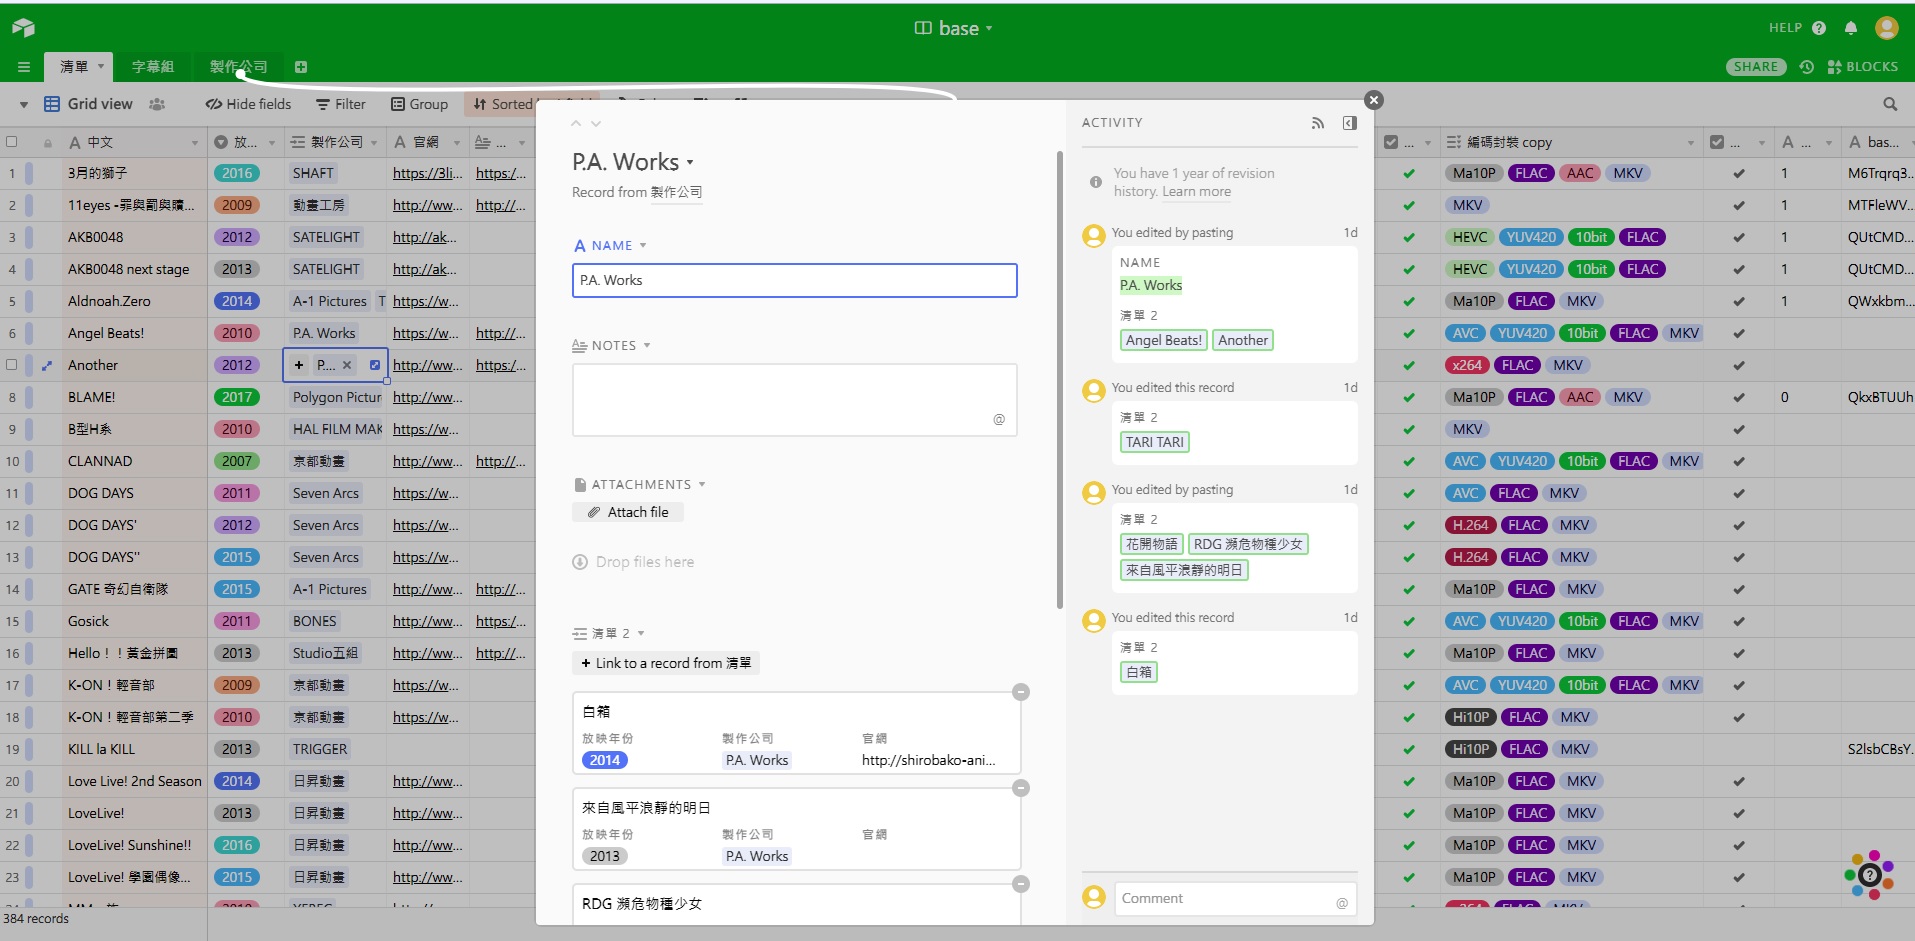 base
HELP
清單 字幕組 製作公司
SHARE BLOCKS
Grid view Hide fields Filter Group Sorted
中文 放... 製作公司 官網 ... ... 編碼封裝 copy ... ... bas...
1 3月的獅子 2016 SHAFT https://3li... https:/... Ma10P FLAC AAC MKV 1 M6Trqrq3...
2 11eyes -罪與罰與贖... 2009 動畫工房 http://ww... http://... MKV 1 MTFleWV...
3 AKB0048 2012 SATELIGHT http://ak... HEVC YUV420 10bit FLAC 1 QUtCMD...
4 AKB0048 next stage 2013 SATELIGHT http://ak... HEVC YUV420 10bit FLAC 1 QUtCMD...
5 Aldnoah.Zero 2014 A-1 Pictures T https://w... Ma10P FLAC MKV 1 QWxkbm...
6 Angel Beats! 2010 P.A. Works https://w... http://... AVC YUV420 10bit FLAC MKV
Another 2012 P.... http://ww... https:/... x264 FLAC MKV
8 BLAME! 2017 Polygon Pictur http://ww... Ma10P FLAC AAC MKV 0 QkxBTUUh
9 B型H系 2010 HAL FILM MAK http://ww... MKV
10 CLANNAD 2007 京都動畫 http://ww... http://... AVC YUV420 10bit FLAC MKV
11 DOG DAYS 2011 Seven Arcs http://ww... AVC FLAC MKV
12 DOG DAYS' 2012 Seven Arcs https://w... H.264 FLAC MKV
13 DOG DAYS'' 2015 Seven Arcs https://w... H.264 FLAC MKV
14 GATE 奇幻自衛隊 2015 A-1 Pictures http://ww... http://... Ma10P FLAC MKV
15 Gosick 2011 BONES http://ww... https:/... AVC YUV420 10bit FLAC MKV
16 Hello！！黃金拼圖 2013 Studio五組 http://ww... http://... Ma10P FLAC MKV
17 K-ON！輕音部 2009 京都動畫 https://w... AVC YUV420 10bit FLAC MKV
18 K-ON！輕音部第二季 2010 京都動畫 https://w... Hi10P FLAC MKV
19 KILL la KILL 2013 TRIGGER Hi10P FLAC MKV S2lsbCBsY...
20 Love Live! 2nd Season 2014 日昇動畫 http://ww... Ma10P FLAC MKV
21 LoveLive! 2013 日昇動畫 http://ww... Ma10P FLAC MKV
22 LoveLive! Sunshine!! 2016 日昇動畫 http://ww... Ma10P FLAC MKV
23 LoveLive! 學園偶像... 2015 日昇動畫 http://ww... Ma10P FLAC MKV
384 records
P.A. Works
Record from 製作公司
NAME
P.A. Works
NOTES
@
ATTACHMENTS
Attach file
Drop files here
清單 2
+ Link to a record from 清單
白箱
放映年份 製作公司 官網
2014 P.A. Works http://shirobako-ani...
來自風平浪靜的明日
放映年份 製作公司 官網
2013 P.A. Works
RDG 瀕危物種少女
ACTIVITY
You have 1 year of revision
history. Learn more
You edited by pasting 1d
NAME
P.A. Works
清單 2
Angel Beats! Another
You edited this record 1d
清單 2
TARI TARI
You edited by pasting 1d
清單 2
花開物語 RDG 瀕危物種少女
來自風平浪靜的明日
You edited this record 1d
清單 2
白箱
Comment @